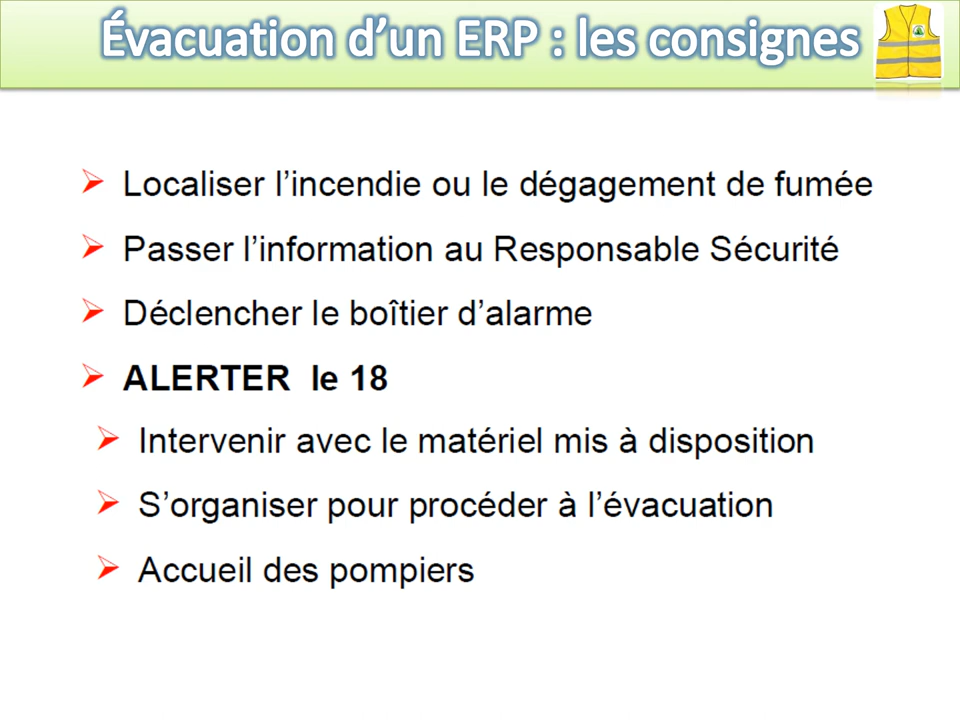 Évacuation d’un ERP : les consignes
Localiser l’incendie ou le dégagement de fumée
Passer l’information au Responsable Sécurité
Déclencher le boîtier d’alarme
ALERTER le 18
Intervenir avec le matériel mis à disposition
S’organiser pour procéder à l’évacuation
Accueil des pompiers